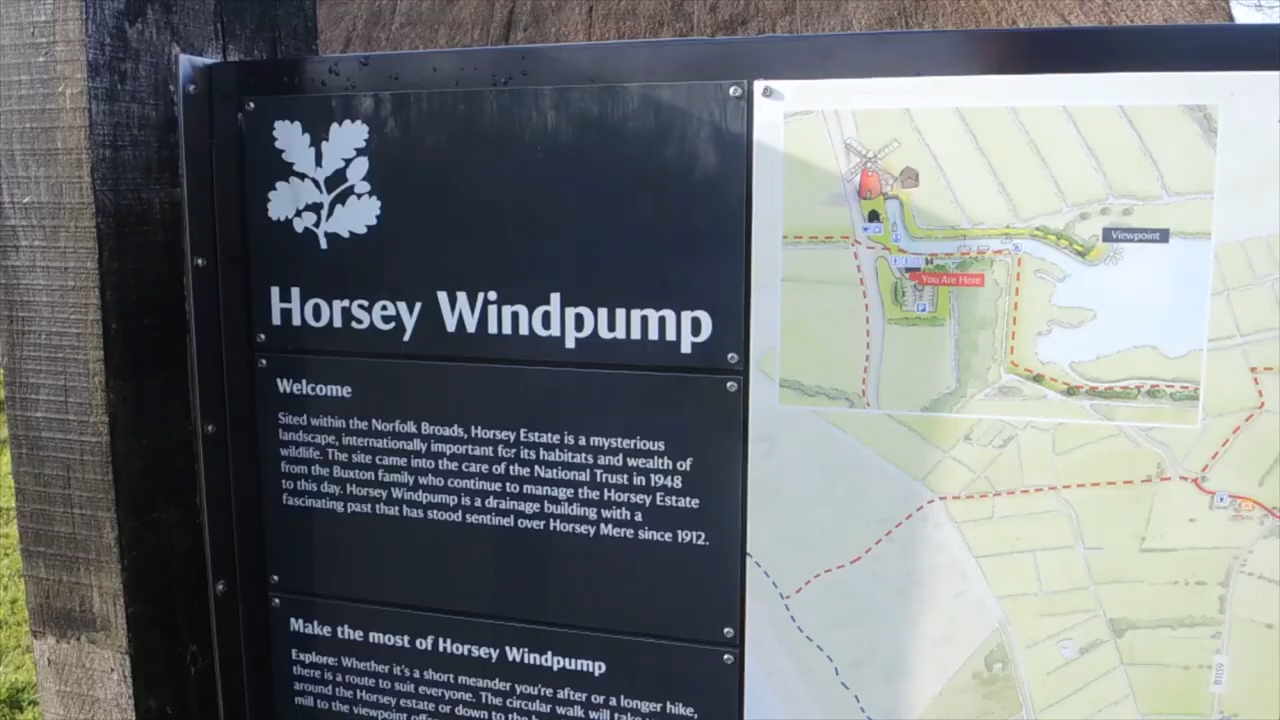 Horsey Windpump
Welcome
Sited within the Norfolk Broads, Horsey Estate is a mysterious
landscape, internationally important for its habitats and wealth of
wildlife. The site came into the care of the National Trust in 1948
from the Buxton family who continue to manage the Horsey Estate
to this day. Horsey Windpump is a drainage building with a
fascinating past that has stood sentinel over Horsey Mere since 1912.
Make the most of Horsey Windpump
Explore: Whether it's a short meander you're after or a longer hike,
there is a route to suit everyone. The circular walk will take
around the Horsey estate or down to the
mill to the viewpoint
Viewpoint
You Are Here
B1159